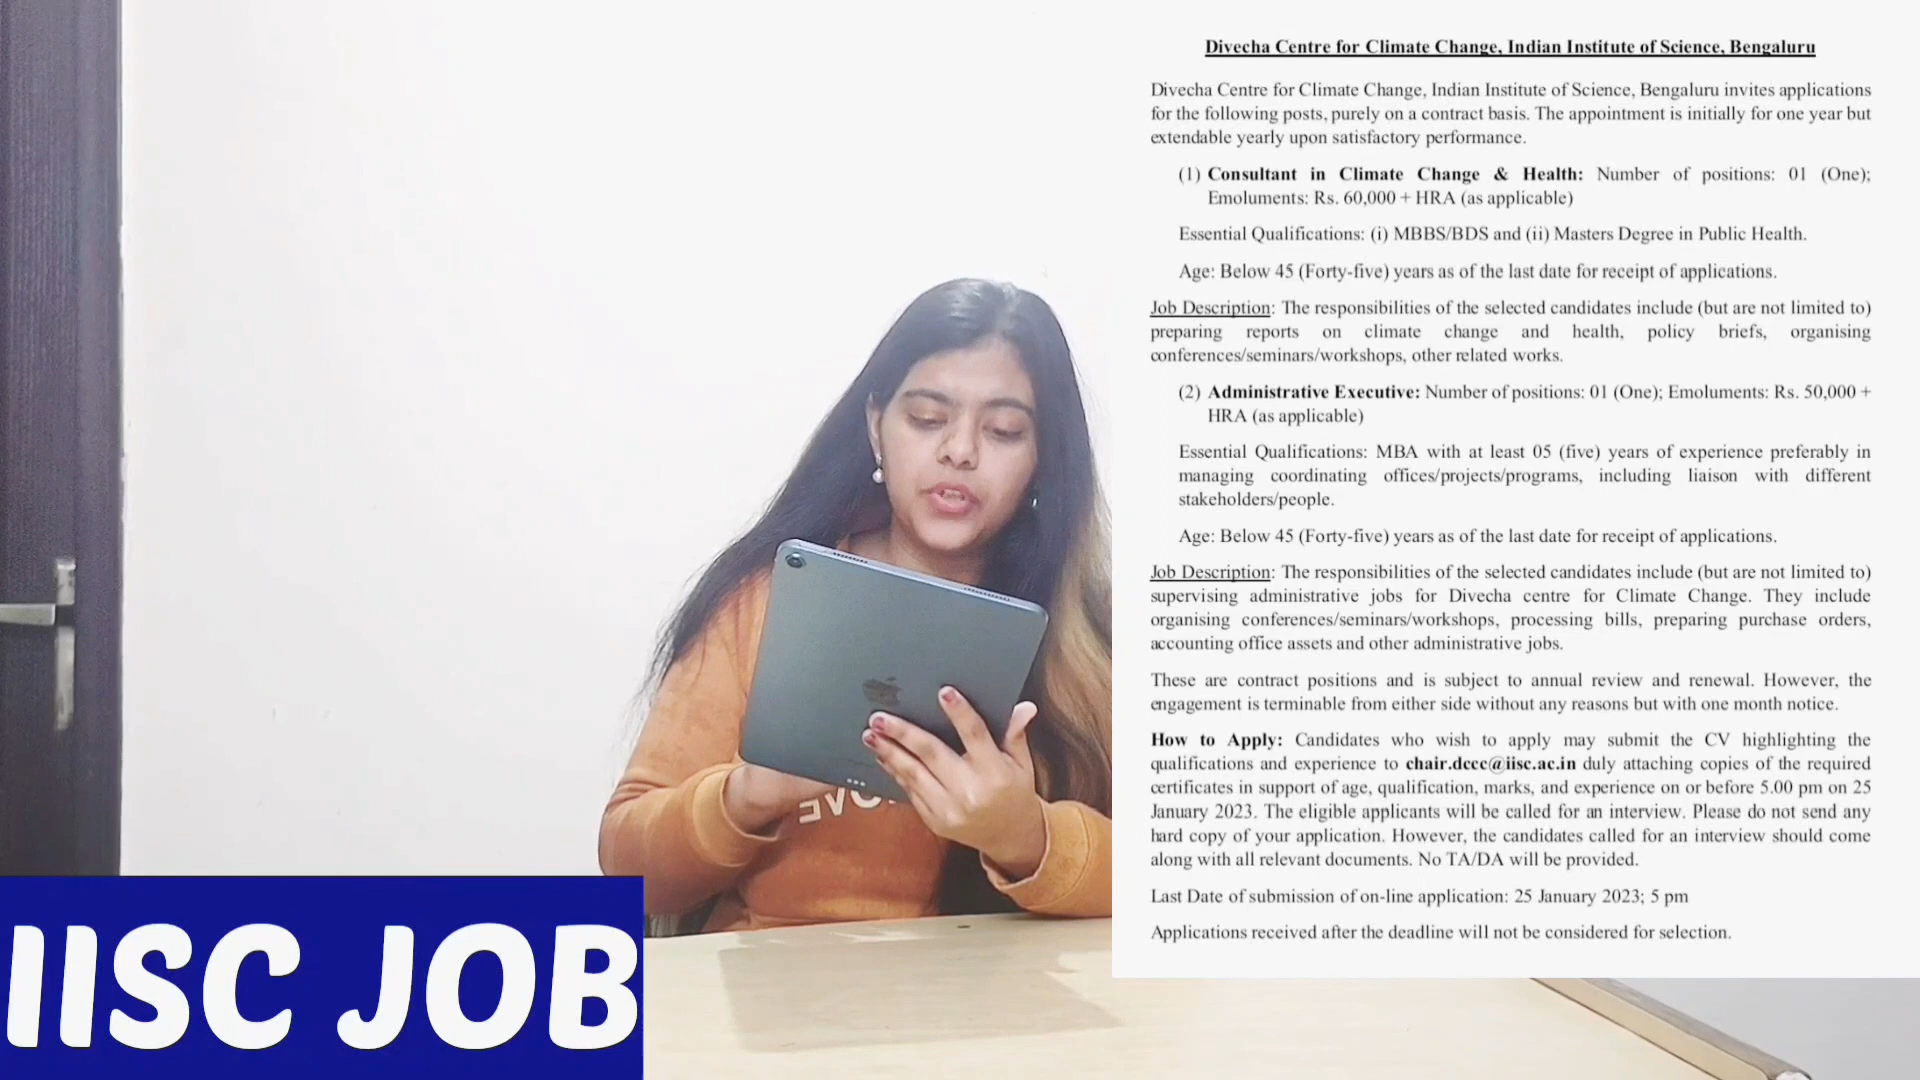 Divecha Centre for Climate Change, Indian Institute of Science, Bengaluru
Divecha Centre for Climate Change, Indian Institute of Science, Bengaluru invites applications
for the following posts, purely on a contract basis. The appointment is initially for one year but
extendable yearly upon satisfactory performance.
(1) Consultant in Climate Change & Health: Number of positions: 01 (One);
Emoluments: Rs. 60,000 + HRA (as applicable)
Essential Qualifications: (i) MBBS/BDS and (ii) Masters Degree in Public Health.
Age: Below 45 (Forty-five) years as of the last date for receipt of applications.
Job Description: The responsibilities of the selected candidates include (but are not limited to)
preparing reports on climate change and health, policy briefs, organising
conferences/seminars/workshops, other related works.
(2) Administrative Executive: Number of positions: 01 (One); Emoluments: Rs. 50,000 +
HRA (as applicable)
Essential Qualifications: MBA with at least 05 (five) years of experience preferably in
managing coordinating offices/projects/programs, including liaison with different
stakeholders/people.
Age: Below 45 (Forty-five) years as of the last date for receipt of applications.
Job Description: The responsibilities of the selected candidates include (but are not limited to)
supervising administrative jobs for Divecha centre for Climate Change. They include
organising conferences/seminars/workshops, processing bills, preparing purchase orders,
accounting office assets and other administrative jobs.
These are contract positions and is subject to annual review and renewal. However, the
engagement is terminable from either side without any reasons but with one month notice.
How to Apply: Candidates who wish to apply may submit the CV highlighting the
qualifications and experience to chair.dccc@iisc.ac.in duly attaching copies of the required
certificates in support of age, qualification, marks, and experience on or before 5.00 pm on 25
January 2023. The eligible applicants will be called for an interview. Please do not send any
hard copy of your application. However, the candidates called for an interview should come
along with all relevant documents. No TA/DA will be provided.
Last Date of submission of on-line application: 25 January 2023; 5 pm
Applications received after the deadline will not be considered for selection.
IISC JOB